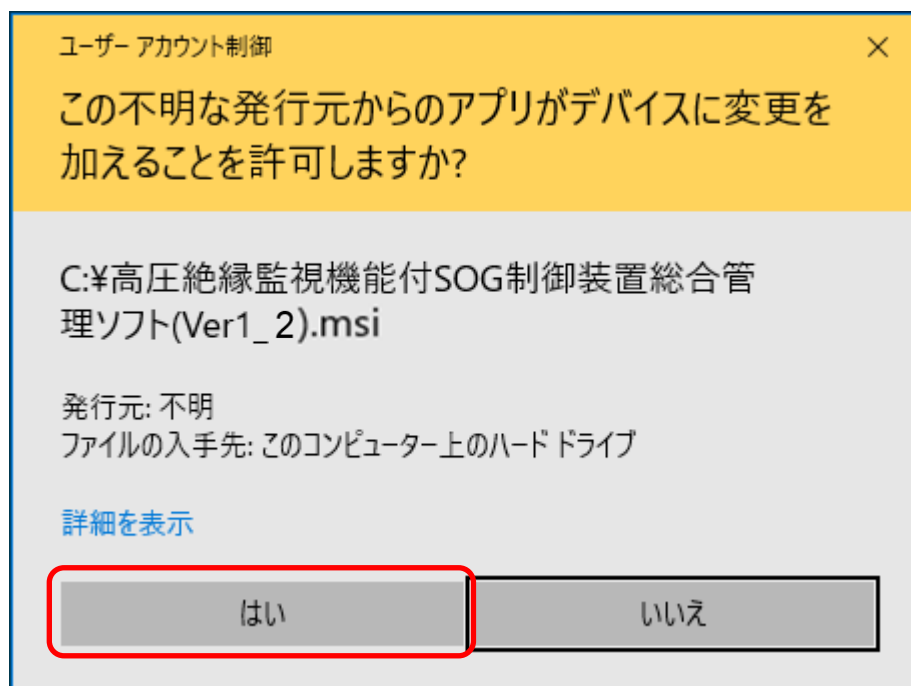 ユーザー アカウント制御
この不明な発行元からのアプリがデバイスに変更を
加えることを許可しますか?
C:¥高圧絶縁監視機能付SOG制御装置総合管
理ソフト(Ver1_2).msi
発行元: 不明
ファイルの入手先: このコンピューター上のハード ドライブ
詳細を表示
はい
いいえ